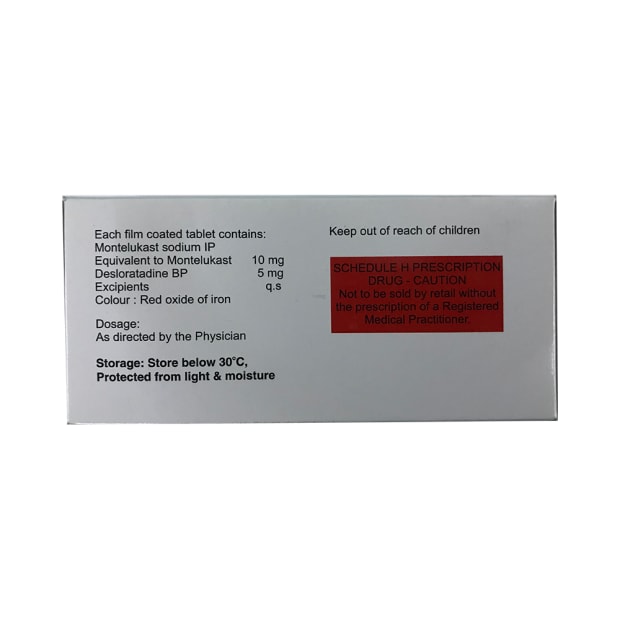 Each film coated tablet contains:
Montelukast sodium IP
Equivalent to Montelukast 10 mg
Desloratadine BP 5 mg
Excipients q.s
Colour : Red oxide of iron
Dosage:
As directed by the Physician
Storage: Store below 30°C,
Protected from light & moisture
Keep out of reach of children
SCHEDULE H PRESCRIPTION
DRUG - CAUTION
Not to be sold by retail without
the prescription of a Registered
Medical Practitioner.